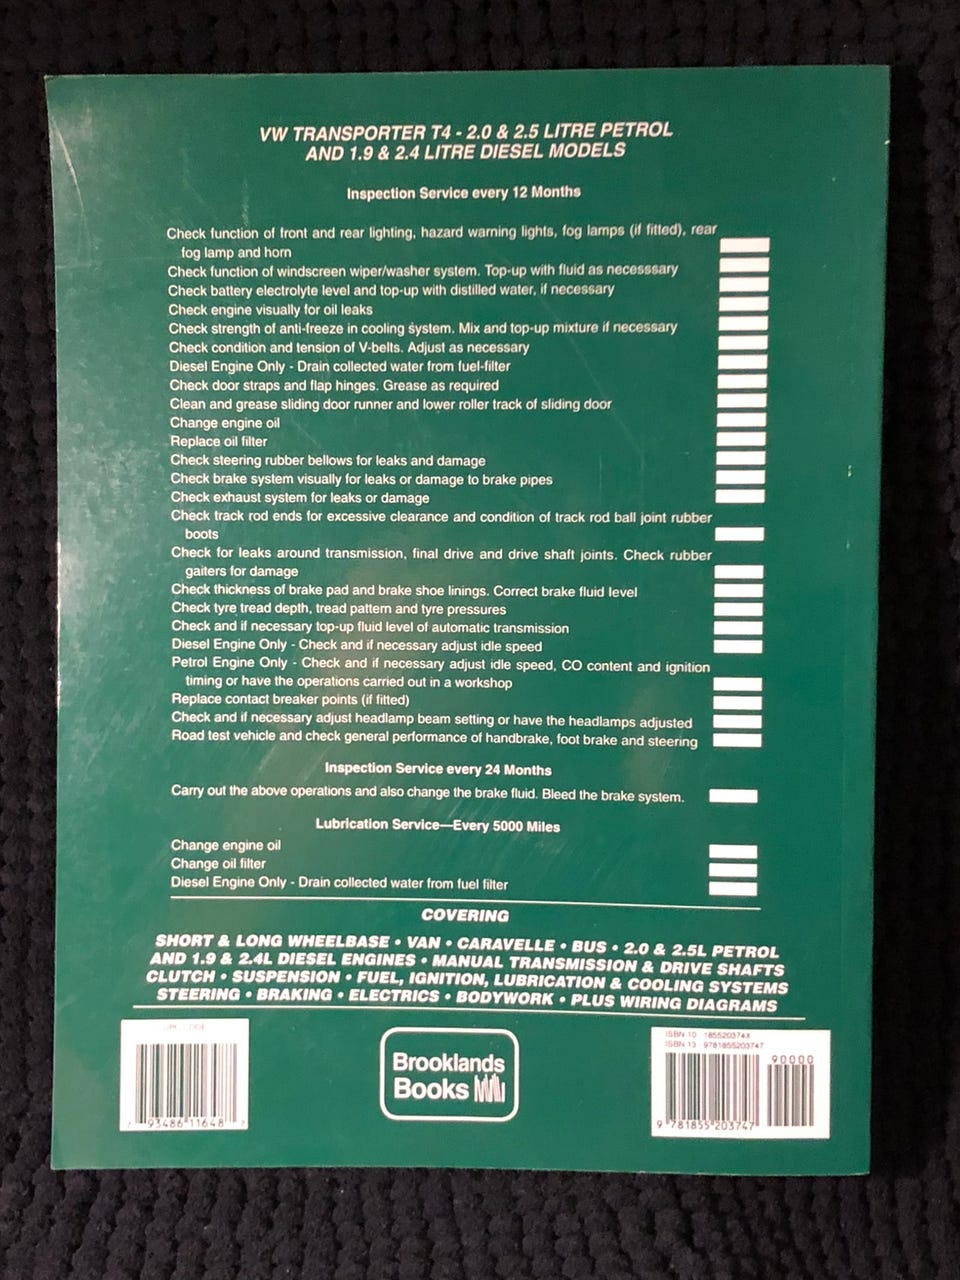 VW TRANSPORTER T4 - 2.0 & 2.5 LITRE PETROL
AND 1.9 & 2.4 LITRE DIESEL MODELS
Inspection Service every 12 Months
Check function of front and rear lighting, hazard warning lights, fog lamps (if fitted), rear
fog lamp and horn
Check function of windscreen wiper/washer system. Top-up with fluid as necesssary
Check battery electrolyte level and top-up with distilled water, if necessary
Check engine visually for oil leaks
Check strength of anti-freeze in cooling system. Mix and top-up mixture if necessary
Check condition and tension of V-belts. Adjust as necessary
Diesel Engine Only - Drain collected water from fuel-filter
Check door straps and flap hinges. Grease as required
Clean and grease sliding door runner and lower roller track of sliding door
Change engine oil
Replace oil filter
Check steering rubber bellows for leaks and damage
Check brake system visually for leaks or damage to brake pipes
Check exhaust system for leaks or damage
Check track rod ends for excessive clearance and condition of track rod ball joint rubber
boots
Check for leaks around transmission, final drive and drive shaft joints. Check rubber
gaiters for damage
Check thickness of brake pad and brake shoe linings. Correct brake fluid level
Check tyre tread depth, tread pattern and tyre pressures
Check and if necessary top-up fluid level of automatic transmission
Diesel Engine Only - Check and if necessary adjust idle speed
Petrol Engine Only - Check and if necessary adjust idle speed, CO content and ignition
timing or have the operations carried out in a workshop
Replace contact breaker points (if fitted)
Check and if necessary adjust headlamp beam setting or have the headlamps adjusted
Road test vehicle and check general performance of handbrake, foot brake and steering
Inspection Service every 24 Months
Carry out the above operations and also change the brake fluid. Bleed the brake system.
Lubrication Service—Every 5000 Miles
Change engine oil
Change oil filter
Diesel Engine Only - Drain collected water from fuel filter
COVERING
SHORT & LONG WHEELBASE • VAN • CARAVELLE • BUS • 2.0 & 2.5L PETROL
AND 1.9 & 2.4L DIESEL ENGINES • MANUAL TRANSMISSION & DRIVE SHAFTS
CLUTCH • SUSPENSION • FUEL, IGNITION, LUBRICATION & COOLING SYSTEMS
STEERING • BRAKING • ELECTRICS • BODYWORK • PLUS WIRING DIAGRAMS
7 93486 11648 7
Brooklands
Books
ISBN 10 185520374X
ISBN 13 9781855203747
90000
9 781855 203747